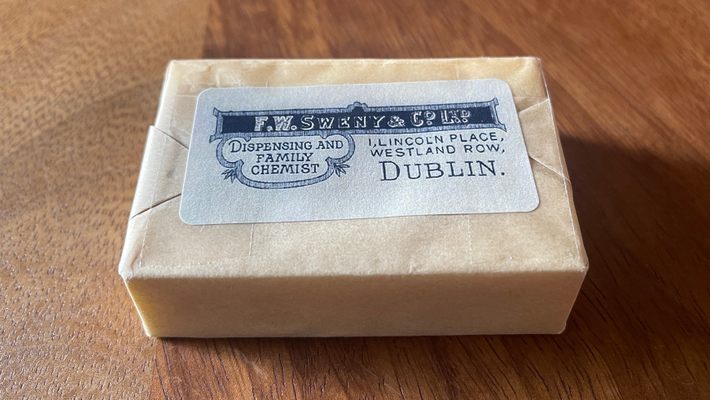 F.W. SWENY & Co. LTD.
DISPENSING AND
FAMILY
CHEMIST
1, LINCOLN PLACE,
WESTLAND ROW,
DUBLIN.